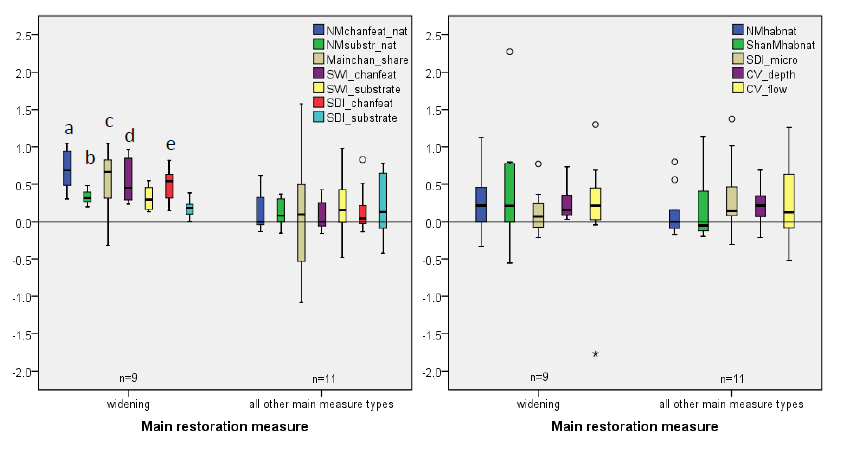 2.5
2.0
1.5
1.0
0.5
0.0
-0.5
-1.0
-1.5
-2.0
NMchanfeat_nat
NMsubstr_nat
Mainchan_share
SWI_chanfeat
SWI_substrate
SDI_chanfeat
SDI_substrate
a
b
c
d
e
n=9
n=11
widening
all other main measure types
Main restoration measure
2.5
2.0
1.5
1.0
0.5
0.0
-0.5
-1.0
-1.5
-2.0
NMhabnat
ShanMhabnat
SDI_micro
CV_depth
CV_flow
*
n=9
n=11
widening
all other main measure types
Main restoration measure